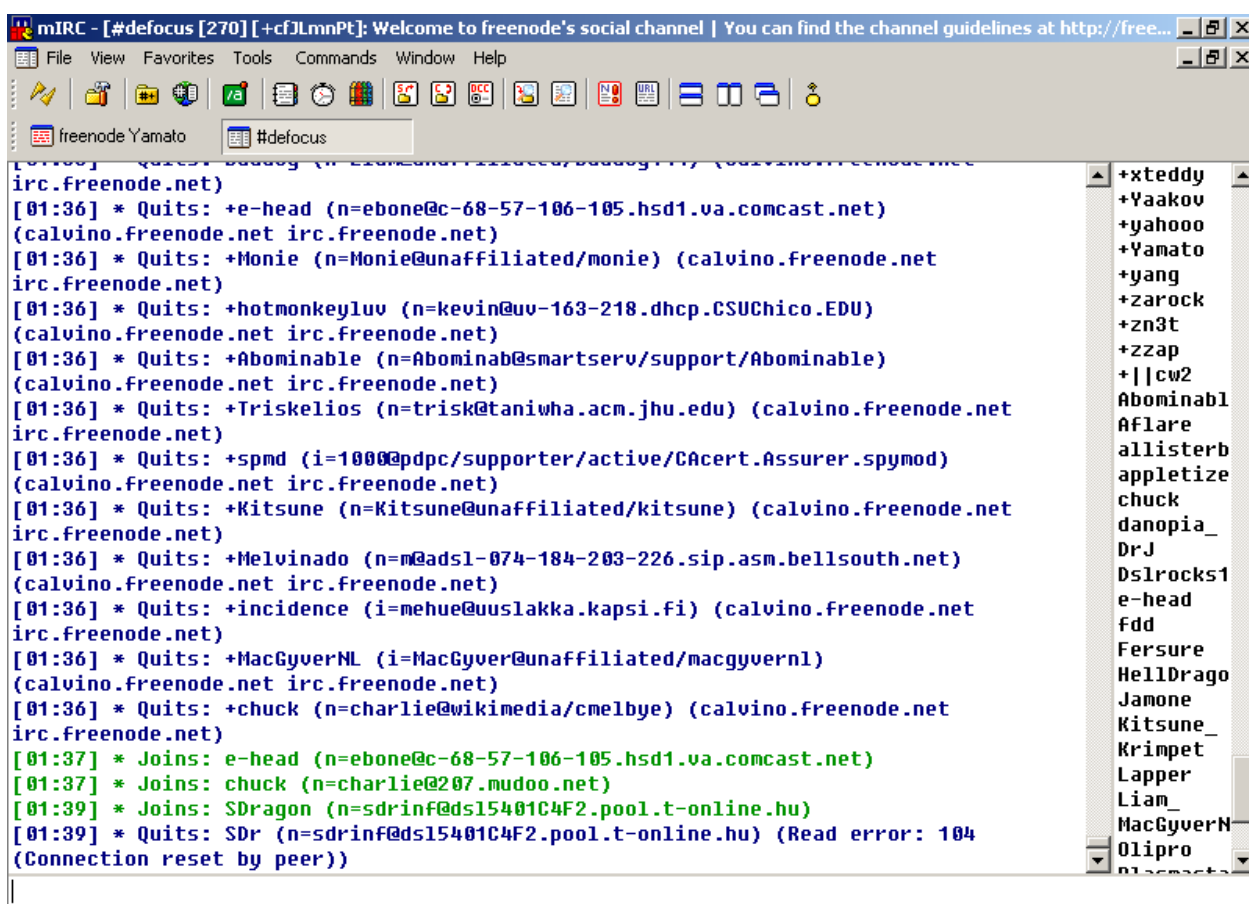 mIRC - [#defocus [270] [+cfJLmnPt]: Welcome to freenode's social channel | You can find the channel guidelines at http://free...
File View Favorites Tools Commands Window Help
freenode Yamato #defocus
irc.freenode.net)
[01:36] * Quits: +e-head (n=ebone@c-68-57-106-105.hsd1.va.comcast.net)
(calvino.freenode.net irc.freenode.net)
[01:36] * Quits: +Monie (n=Monie@unaffiliated/monie) (calvino.freenode.net
irc.freenode.net)
[01:36] * Quits: +hotmonkeyluv (n=kevin@uv-163-218.dhcp.CSUChico.EDU)
(calvino.freenode.net irc.freenode.net)
[01:36] * Quits: +Abominable (n=Abominab@smartserv/support/Abominable)
(calvino.freenode.net irc.freenode.net)
[01:36] * Quits: +Triskelios (n=trisk@taniwha.acm.jhu.edu) (calvino.freenode.net
irc.freenode.net)
[01:36] * Quits: +spmd (i=1000@pdpc/supporter/active/CAcert.Assurer.spymod)
(calvino.freenode.net irc.freenode.net)
[01:36] * Quits: +Kitsune (n=Kitsune@unaffiliated/kitsune) (calvino.freenode.net
irc.freenode.net)
[01:36] * Quits: +Melvinado (n=m@adsl-074-184-203-226.sip.asm.bellsouth.net)
(calvino.freenode.net irc.freenode.net)
[01:36] * Quits: +incidence (i=mehue@uuslakka.kapsi.fi) (calvino.freenode.net
irc.freenode.net)
[01:36] * Quits: +MacGyverNL (i=MacGyver@unaffiliated/macgyvernl)
(calvino.freenode.net irc.freenode.net)
[01:36] * Quits: +chuck (n=charlie@wikimedia/cmelbye) (calvino.freenode.net
irc.freenode.net)
[01:37] * Joins: e-head (n=ebone@c-68-57-106-105.hsd1.va.comcast.net)
[01:37] * Joins: chuck (n=charlie@207.mudoo.net)
[01:39] * Joins: SDragon (n=sdrinf@dsl5401C4F2.pool.t-online.hu)
[01:39] * Quits: SDr (n=sdrinf@dsl5401C4F2.pool.t-online.hu) (Read error: 104
(Connection reset by peer))
+xteddy
+Yaakov
+yahooo
+Yamato
+yang
+zarock
+zn3t
+zzap
+||cw2
Abominabl
Aflare
allisterb
appletize
chuck
danopia_
DrJ
Dslrocks1
e-head
fdd
Fersure
HellDrago
Jamone
Kitsune_
Krimpet
Lapper
Liam_
MacGyverN
Olipro